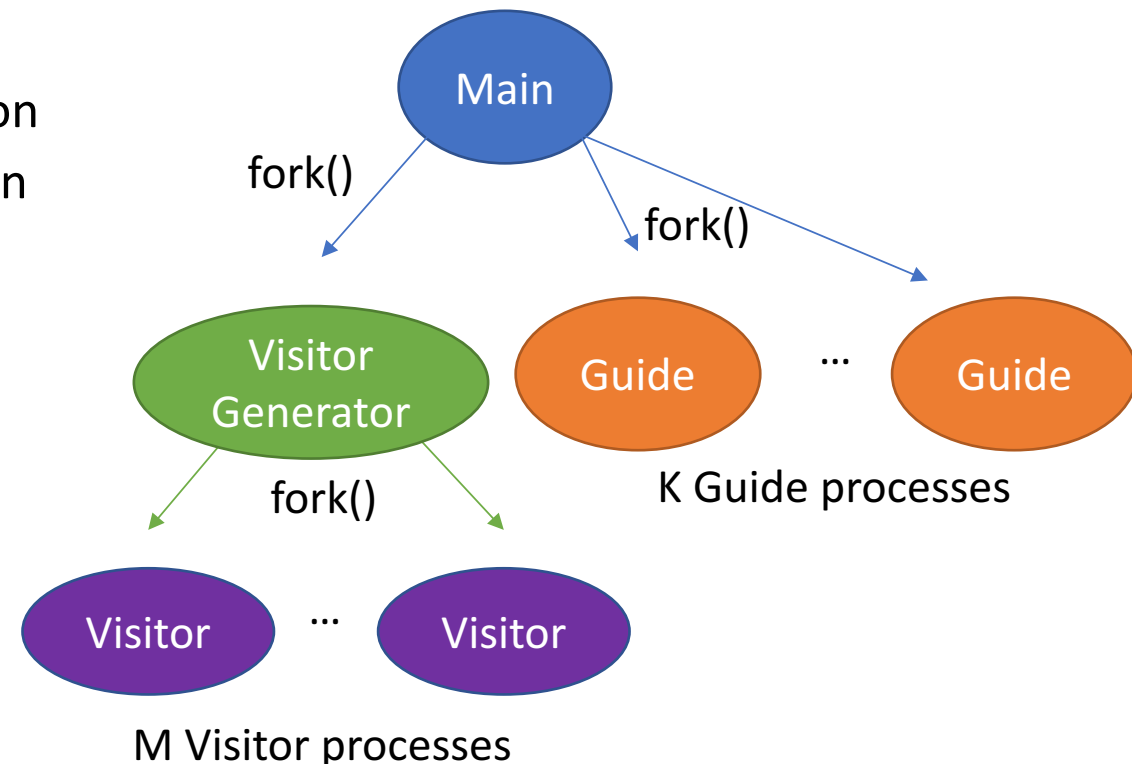 Main
fork()
fork()
Visitor
Generator
Guide
...
Guide
fork()
K Guide processes
Visitor
...
Visitor
M Visitor processes